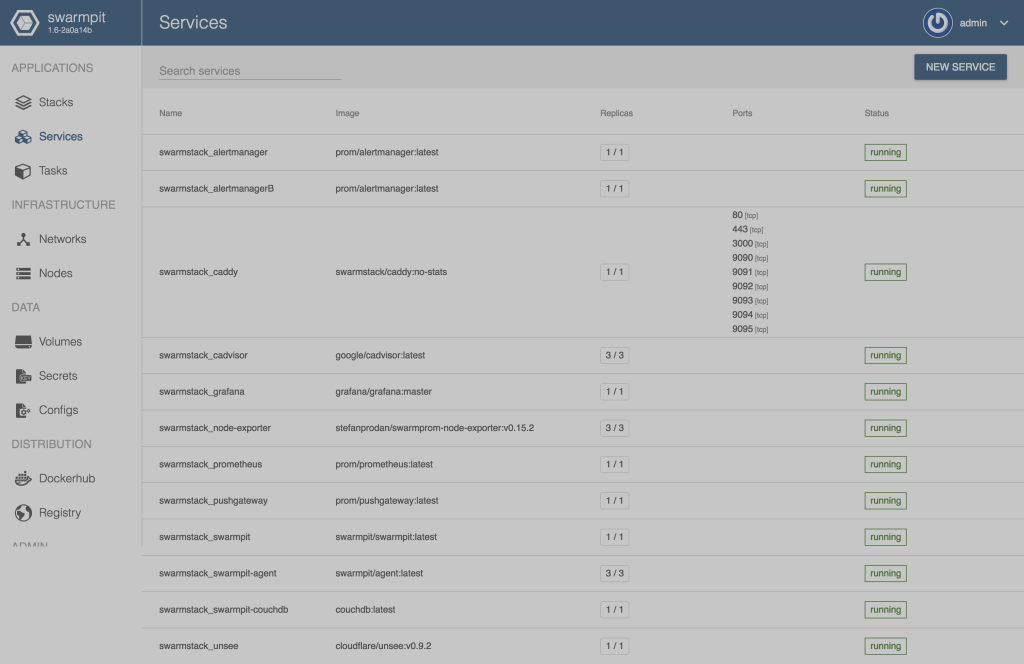 swarmpit
1.6-2a0a14b
Services
admin
APPLICATIONS
Stacks
Services
Tasks
INFRASTRUCTURE
Networks
Nodes
DATA
Volumes
Secrets
Configs
DISTRIBUTION
Dockerhub
Registry
ADMIN
Search services
NEW SERVICE
Name Image Replicas Ports Status
swarmstack_alertmanager prom/alertmanager:latest 1 / 1 running
swarmstack_alertmanagerB prom/alertmanager:latest 1 / 1 running
80 [tcp]
443 [tcp]
3000 [tcp]
9090 [tcp]
swarmstack_caddy swarmstack/caddy:no-stats 1 / 1 9091 [tcp] running
9092 [tcp]
9093 [tcp]
9094 [tcp]
9095 [tcp]
swarmstack_cadvisor google/cadvisor:latest 3 / 3 running
swarmstack_grafana grafana/grafana:master 1 / 1 running
swarmstack_node-exporter stefanprodan/swarmprom-node-exporter:v0.15.2 3 / 3 running
swarmstack_prometheus prom/prometheus:latest 1 / 1 running
swarmstack_pushgateway prom/pushgateway:latest 1 / 1 running
swarmstack_swarmpit swarmpit/swarmpit:latest 1 / 1 running
swarmstack_swarmpit-agent swarmpit/agent:latest 3 / 3 running
swarmstack_swarmpit-couchdb couchdb:latest 1 / 1 running
swarmstack_unsee cloudflare/unsee:v0.9.2 1 / 1 running